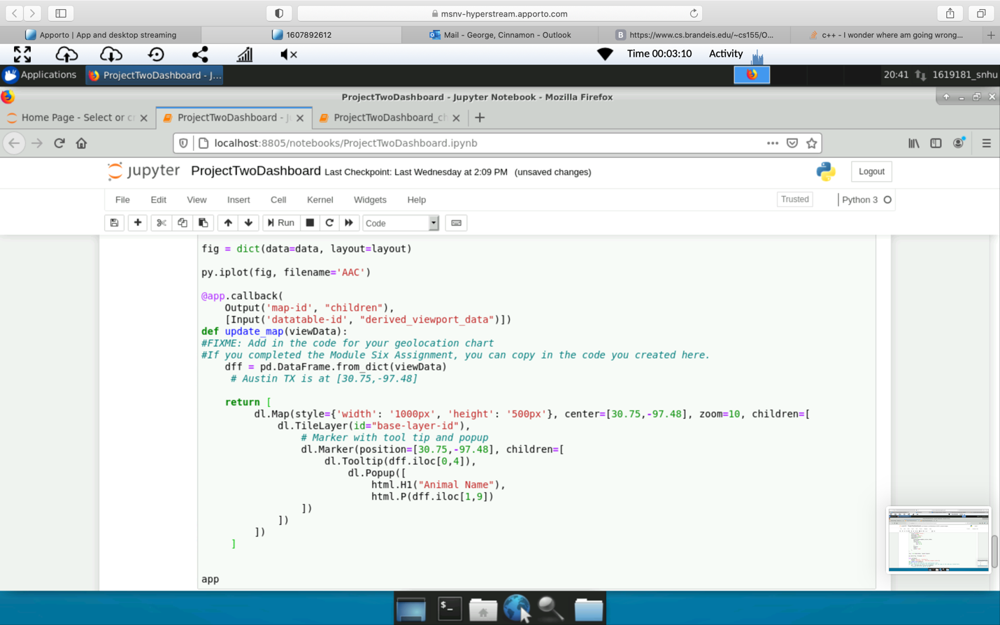 msnv-hyperstream.apporto.com
Apporto | App and desktop streaming
1607892612
Mail - George, Cinnamon - Outlook
B https://www.cs.brandeis.edu/~cs155/O...
c++ - I wonder where am going wrong...
Time 00:03:10 Activity
Applications ProjectTwoDashboard - J... 20:41 1619181_snhu
ProjectTwoDashboard - Jupyter Notebook - Mozilla Firefox
Home Page - Select or c ProjectTwoDashboard - J ProjectTwoDashboard_ch
localhost:8805/notebooks/ProjectTwoDashboard.ipynb
jupyter ProjectTwoDashboard Last Checkpoint: Last Wednesday at 2:09 PM (unsaved changes) Logout
File Edit View Insert Cell Kernel Widgets Help Trusted Python 3
Run Code
fig = dict(data=data, layout=layout)
py.iplot(fig, filename='AAC')
@app.callback(
    Output('map-id', "children"),
    [Input('datatable-id', "derived_viewport_data")])
def update_map(viewData):
#FIXME: Add in the code for your geolocation chart
#If you completed the Module Six Assignment, you can copy in the code you created here.
    dff = pd.DataFrame.from_dict(viewData)
     # Austin TX is at [30.75,-97.48]
    return [
         dl.Map(style={'width': '1000px', 'height': '500px'}, center=[30.75,-97.48], zoom=10, children=[
             dl.TileLayer(id="base-layer-id"),
                 # Marker with tool tip and popup
                 dl.Marker(position=[30.75,-97.48], children=[
                     dl.Tooltip(dff.iloc[0,4]),
                         dl.Popup([
                             html.H1("Animal Name"),
                             html.P(dff.iloc[1,9])
                 ])
             ])
         ])
     ]
app
$_